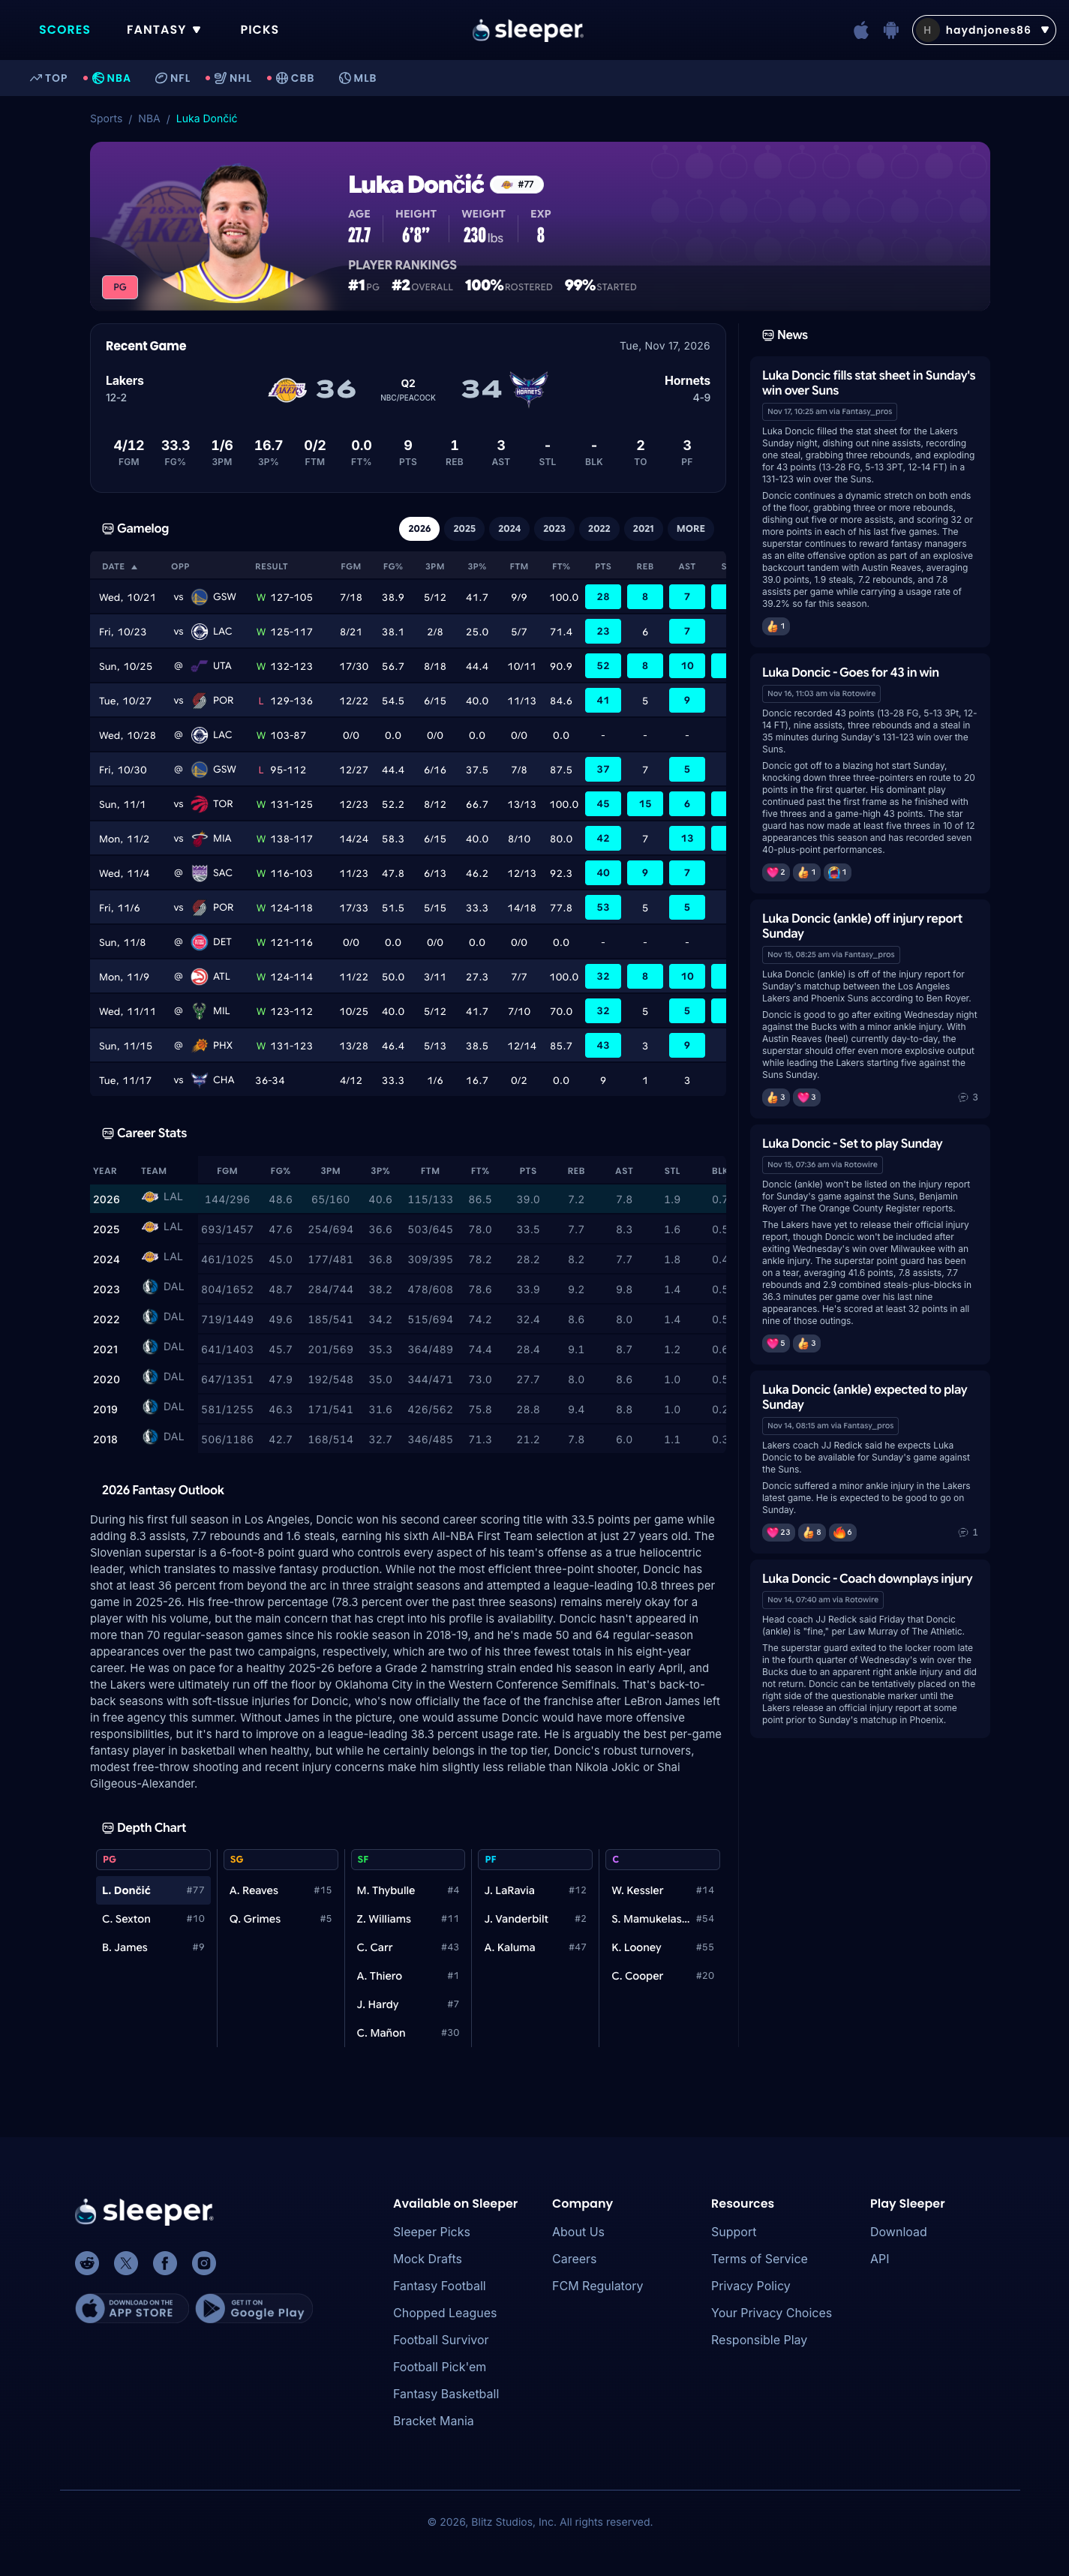 SCORES FANTASY PICKS sleeper H haydnjones86
TOP NBA NFL NHL CBB MLB
Sports / NBA / Luka Dončić
Luka Dončić #77
AGE HEIGHT WEIGHT EXP
27.7 6'8" 230 lbs 8
PLAYER RANKINGS
#1 PG #2 OVERALL 100% ROSTERED 99% STARTED
PG
Recent Game Tue, Nov 17, 2026
Lakers 36 Q2 34 Hornets
12-2 NBC/PEACOCK 4-9
4/12 33.3 1/6 16.7 0/2 0.0 9 1 3 - - 2 3
FGM FG% 3PM 3P% FTM FT% PTS REB AST STL BLK TO PF
Gamelog 2026 2025 2024 2023 2022 2021 MORE
DATE OPP RESULT FGM FG% 3PM 3P% FTM FT% PTS REB AST S
Wed, 10/21 vs GSW W 127-105 7/18 38.9 5/12 41.7 9/9 100.0 28 8 7
Fri, 10/23 vs LAC W 125-117 8/21 38.1 2/8 25.0 5/7 71.4 23 6 7
Sun, 10/25 @ UTA W 132-123 17/30 56.7 8/18 44.4 10/11 90.9 52 8 10
Tue, 10/27 vs POR L 129-136 12/22 54.5 6/15 40.0 11/13 84.6 41 5 9
Wed, 10/28 @ LAC W 103-87 0/0 0.0 0/0 0.0 0/0 0.0 - - -
Fri, 10/30 @ GSW L 95-112 12/27 44.4 6/16 37.5 7/8 87.5 37 7 5
Sun, 11/1 vs TOR W 131-125 12/23 52.2 8/12 66.7 13/13 100.0 45 15 6
Mon, 11/2 vs MIA W 138-117 14/24 58.3 6/15 40.0 8/10 80.0 42 7 13
Wed, 11/4 @ SAC W 116-103 11/23 47.8 6/13 46.2 12/13 92.3 40 9 7
Fri, 11/6 vs POR W 124-118 17/33 51.5 5/15 33.3 14/18 77.8 53 5 5
Sun, 11/8 @ DET W 121-116 0/0 0.0 0/0 0.0 0/0 0.0 - - -
Mon, 11/9 @ ATL W 124-114 11/22 50.0 3/11 27.3 7/7 100.0 32 8 10
Wed, 11/11 @ MIL W 123-112 10/25 40.0 5/12 41.7 7/10 70.0 32 5 5
Sun, 11/15 @ PHX W 131-123 13/28 46.4 5/13 38.5 12/14 85.7 43 3 9
Tue, 11/17 vs CHA 36-34 4/12 33.3 1/6 16.7 0/2 0.0 9 1 3
Career Stats
YEAR TEAM FGM FG% 3PM 3P% FTM FT% PTS REB AST STL BLK
2026 LAL 144/296 48.6 65/160 40.6 115/133 86.5 39.0 7.2 7.8 1.9 0.7
2025 LAL 693/1457 47.6 254/694 36.6 503/645 78.0 33.5 7.7 8.3 1.6 0.5
2024 LAL 461/1025 45.0 177/481 36.8 309/395 78.2 28.2 8.2 7.7 1.8 0.4
2023 DAL 804/1652 48.7 284/744 38.2 478/608 78.6 33.9 9.2 9.8 1.4 0.5
2022 DAL 719/1449 49.6 185/541 34.2 515/694 74.2 32.4 8.6 8.0 1.4 0.5
2021 DAL 641/1403 45.7 201/569 35.3 364/489 74.4 28.4 9.1 8.7 1.2 0.6
2020 DAL 647/1351 47.9 192/548 35.0 344/471 73.0 27.7 8.0 8.6 1.0 0.5
2019 DAL 581/1255 46.3 171/541 31.6 426/562 75.8 28.8 9.4 8.8 1.0 0.2
2018 DAL 506/1186 42.7 168/514 32.7 346/485 71.3 21.2 7.8 6.0 1.1 0.3
2026 Fantasy Outlook
During his first full season in Los Angeles, Doncic won his second career scoring title with 33.5 points per game while
adding 8.3 assists, 7.7 rebounds and 1.6 steals, earning his sixth All-NBA First Team selection at just 27 years old. The
Slovenian superstar is a 6-foot-8 point guard who controls every aspect of his team's offense as a true heliocentric
leader, which translates to massive fantasy production. While not the most efficient three-point shooter, Doncic has
shot at least 36 percent from beyond the arc in three straight seasons and attempted a league-leading 10.8 threes per
game in 2025-26. His free-throw percentage (78.3 percent over the past three seasons) remains merely okay for a
player with his volume, but the main concern that has crept into his profile is availability. Doncic hasn't appeared in
more than 70 regular-season games since his rookie season in 2018-19, and he's made 50 and 64 regular-season
appearances over the past two campaigns, respectively, which are two of his three fewest totals in his eight-year
career. He was on pace for a healthy 2025-26 before a Grade 2 hamstring strain ended his season in early April, and
the Lakers were ultimately run off the floor by Oklahoma City in the Western Conference Semifinals. That's back-to-
back seasons with soft-tissue injuries for Doncic, who's now officially the face of the franchise after LeBron James left
in free agency this summer. Without James in the picture, one would assume Doncic would have more offensive
responsibilities, but it's hard to improve on a league-leading 38.3 percent usage rate. He is arguably the best per-game
fantasy player in basketball when healthy, but while he certainly belongs in the top tier, Doncic's robust turnovers,
modest free-throw shooting and recent injury concerns make him slightly less reliable than Nikola Jokic or Shai
Gilgeous-Alexander.
Depth Chart
PG SG SF PF C
L. Dončić #77 A. Reaves #15 M. Thybulle #4 J. LaRavia #12 W. Kessler #14
C. Sexton #10 Q. Grimes #5 Z. Williams #11 J. Vanderbilt #2 S. Mamukelas... #54
B. James #9 C. Carr #43 A. Kaluma #47 K. Looney #55
A. Thiero #1 C. Cooper #20
J. Hardy #7
C. Mañon #30
News
Luka Doncic fills stat sheet in Sunday's
win over Suns
Nov 17, 10:25 am via Fantasy_pros
Luka Doncic filled the stat sheet for the Lakers
Sunday night, dishing out nine assists, recording
one steal, grabbing three rebounds, and exploding
for 43 points (13-28 FG, 5-13 3PT, 12-14 FT) in a
131-123 win over the Suns.
Doncic continues a dynamic stretch on both ends
of the floor, grabbing three or more rebounds,
dishing out five or more assists, and scoring 32 or
more points in each of his last five games. The
superstar continues to reward fantasy managers
as an elite offensive option as part of an explosive
backcourt tandem with Austin Reaves, averaging
39.0 points, 1.9 steals, 7.2 rebounds, and 7.8
assists per game while carrying a usage rate of
39.2% so far this season.
1
Luka Doncic - Goes for 43 in win
Nov 16, 11:03 am via Rotowire
Doncic recorded 43 points (13-28 FG, 5-13 3Pt, 12-
14 FT), nine assists, three rebounds and a steal in
35 minutes during Sunday's 131-123 win over the
Suns.
Doncic got off to a blazing hot start Sunday,
knocking down three three-pointers en route to 20
points in the first quarter. His dominant play
continued past the first frame as he finished with
five threes and a game-high 43 points. The star
guard has now made at least five threes in 10 of 12
appearances this season and has recorded seven
40-plus-point performances.
2 1 1
Luka Doncic (ankle) off injury report
Sunday
Nov 15, 08:25 am via Fantasy_pros
Luka Doncic (ankle) is off of the injury report for
Sunday's matchup between the Los Angeles
Lakers and Phoenix Suns according to Ben Royer.
Doncic is good to go after exiting Wednesday night
against the Bucks with a minor ankle injury. With
Austin Reaves (heel) currently day-to-day, the
superstar should offer even more explosive output
while leading the Lakers starting five against the
Suns Sunday.
3 3 3
Luka Doncic - Set to play Sunday
Nov 15, 07:36 am via Rotowire
Doncic (ankle) won't be listed on the injury report
for Sunday's game against the Suns, Benjamin
Royer of The Orange County Register reports.
The Lakers have yet to release their official injury
report, though Doncic won't be included after
exiting Wednesday's win over Milwaukee with an
ankle injury. The superstar point guard has been
on a tear, averaging 41.6 points, 7.8 assists, 7.7
rebounds and 2.9 combined steals-plus-blocks in
36.3 minutes per game over his last nine
appearances. He's scored at least 32 points in all
nine of those outings.
5 3
Luka Doncic (ankle) expected to play
Sunday
Nov 14, 08:15 am via Fantasy_pros
Lakers coach JJ Redick said he expects Luka
Doncic to be available for Sunday's game against
the Suns.
Doncic suffered a minor ankle injury in the Lakers
latest game. He is expected to be good to go on
Sunday.
23 8 6 1
Luka Doncic - Coach downplays injury
Nov 14, 07:40 am via Rotowire
Head coach JJ Redick said Friday that Doncic
(ankle) is "fine," per Law Murray of The Athletic.
The superstar guard exited to the locker room late
in the fourth quarter of Wednesday's win over the
Bucks due to an apparent right ankle injury and did
not return. Doncic can be tentatively placed on the
right side of the questionable marker until the
Lakers release an official injury report at some
point prior to Sunday's matchup in Phoenix.
sleeper
DOWNLOAD ON THE APP STORE
GET IT ON Google Play
Available on Sleeper
Sleeper Picks
Mock Drafts
Fantasy Football
Chopped Leagues
Football Survivor
Football Pick'em
Fantasy Basketball
Bracket Mania
Company
About Us
Careers
FCM Regulatory
Resources
Support
Terms of Service
Privacy Policy
Your Privacy Choices
Responsible Play
Play Sleeper
Download
API
© 2026, Blitz Studios, Inc. All rights reserved.